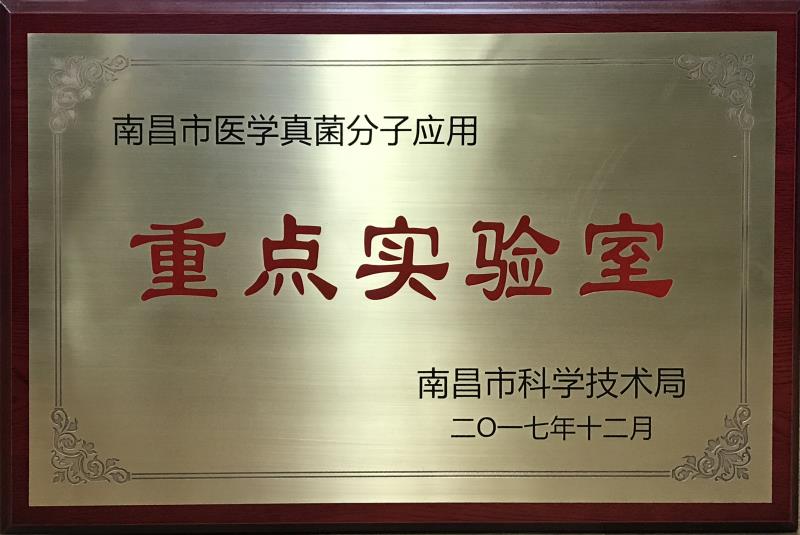 南昌市医学真菌分子应用
重点实验室
南昌市科学技术局
二O一七年十二月